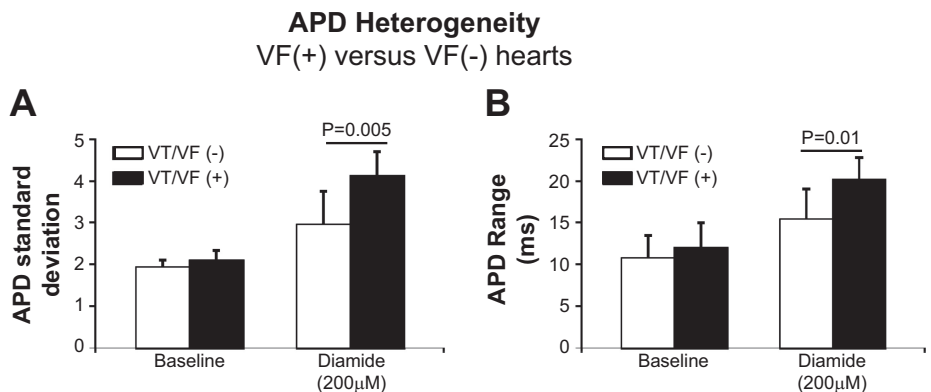 APD Heterogeneity
VF(+) versus VF(-) hearts
A
APD standard
deviation
5
4
3
2
1
0
VT/VF (-)
VT/VF (+)
P=0.005
Baseline
Diamide
(200μM)
B
APD Range
(ms)
25
20
15
10
5
0
VT/VF (-)
VT/VF (+)
P=0.01
Baseline
Diamide
(200μM)